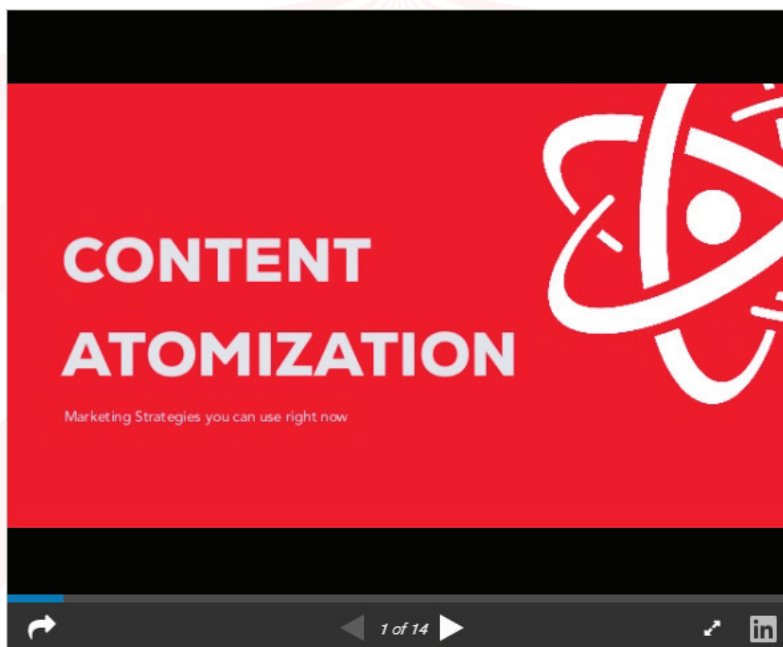 CONTENT
ATOMIZATION
Marketing Strategies you can use right now
1 of 14
in